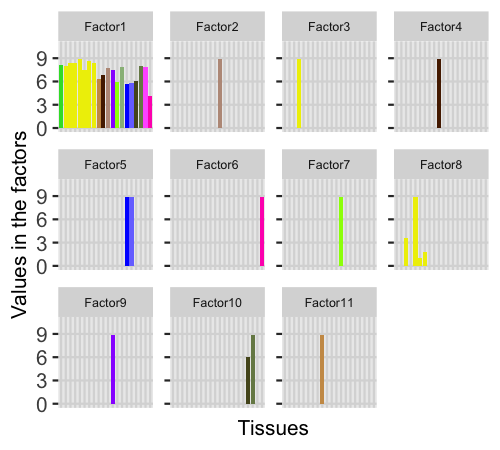 Factor1 Factor2 Factor3 Factor4
9
6
3
0
Factor5 Factor6 Factor7 Factor8
9
6
3
0
Factor9 Factor10 Factor11
9
6
3
0
Values in the factors
Tissues